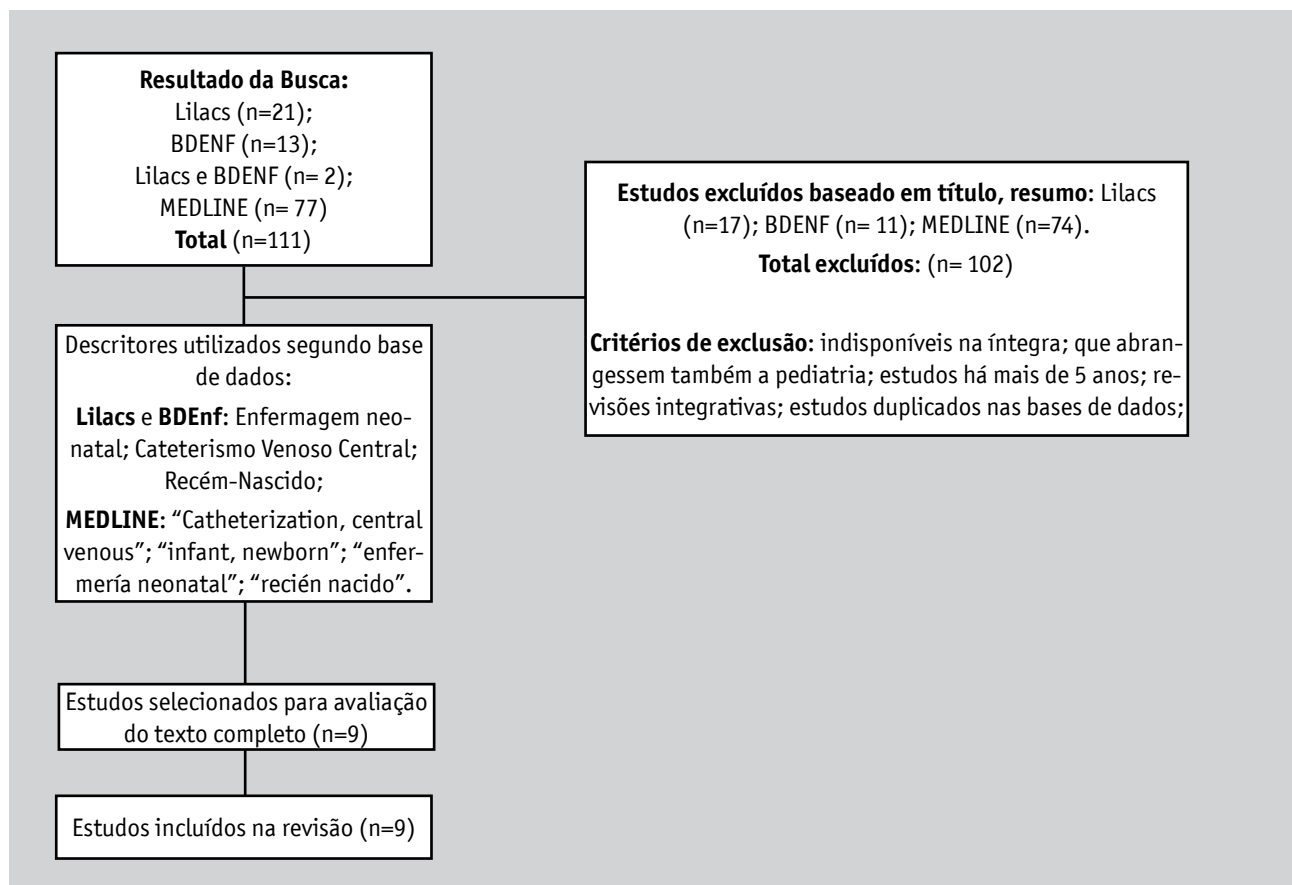 Resultado da Busca:
Lilacs (n=21);
BDENF (n=13);
Lilacs e BDENF (n= 2);
MEDLINE (n= 77)
Total (n=111)
Estudos excluídos baseado em título, resumo: Lilacs
(n=17); BDENF (n= 11); MEDLINE (n=74).
Total excluídos: (n= 102)
Critérios de exclusão: indisponíveis na íntegra; que abran-
gessem também a pediatria; estudos há mais de 5 anos; re-
visões integrativas; estudos duplicados nas bases de dados;
Descritores utilizados segundo base
de dados:
Lilacs e BDEnf: Enfermagem neo-
natal; Cateterismo Venoso Central;
Recém-Nascido;
MEDLINE: “Catheterization, central
venous”; “infant, newborn”; “enfer-
mería neonatal”; “recién nacido”.
Estudos selecionados para avaliação
do texto completo (n=9)
Estudos incluídos na revisão (n=9)